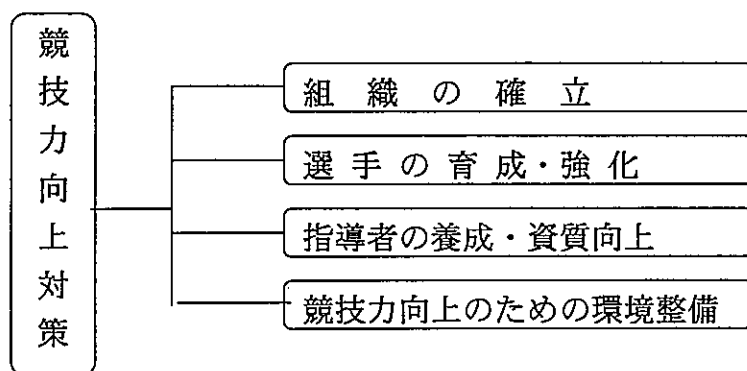 競技力向上対策
組織の確立
選手の育成・強化
指導者の養成・資質向上
競技力向上のための環境整備